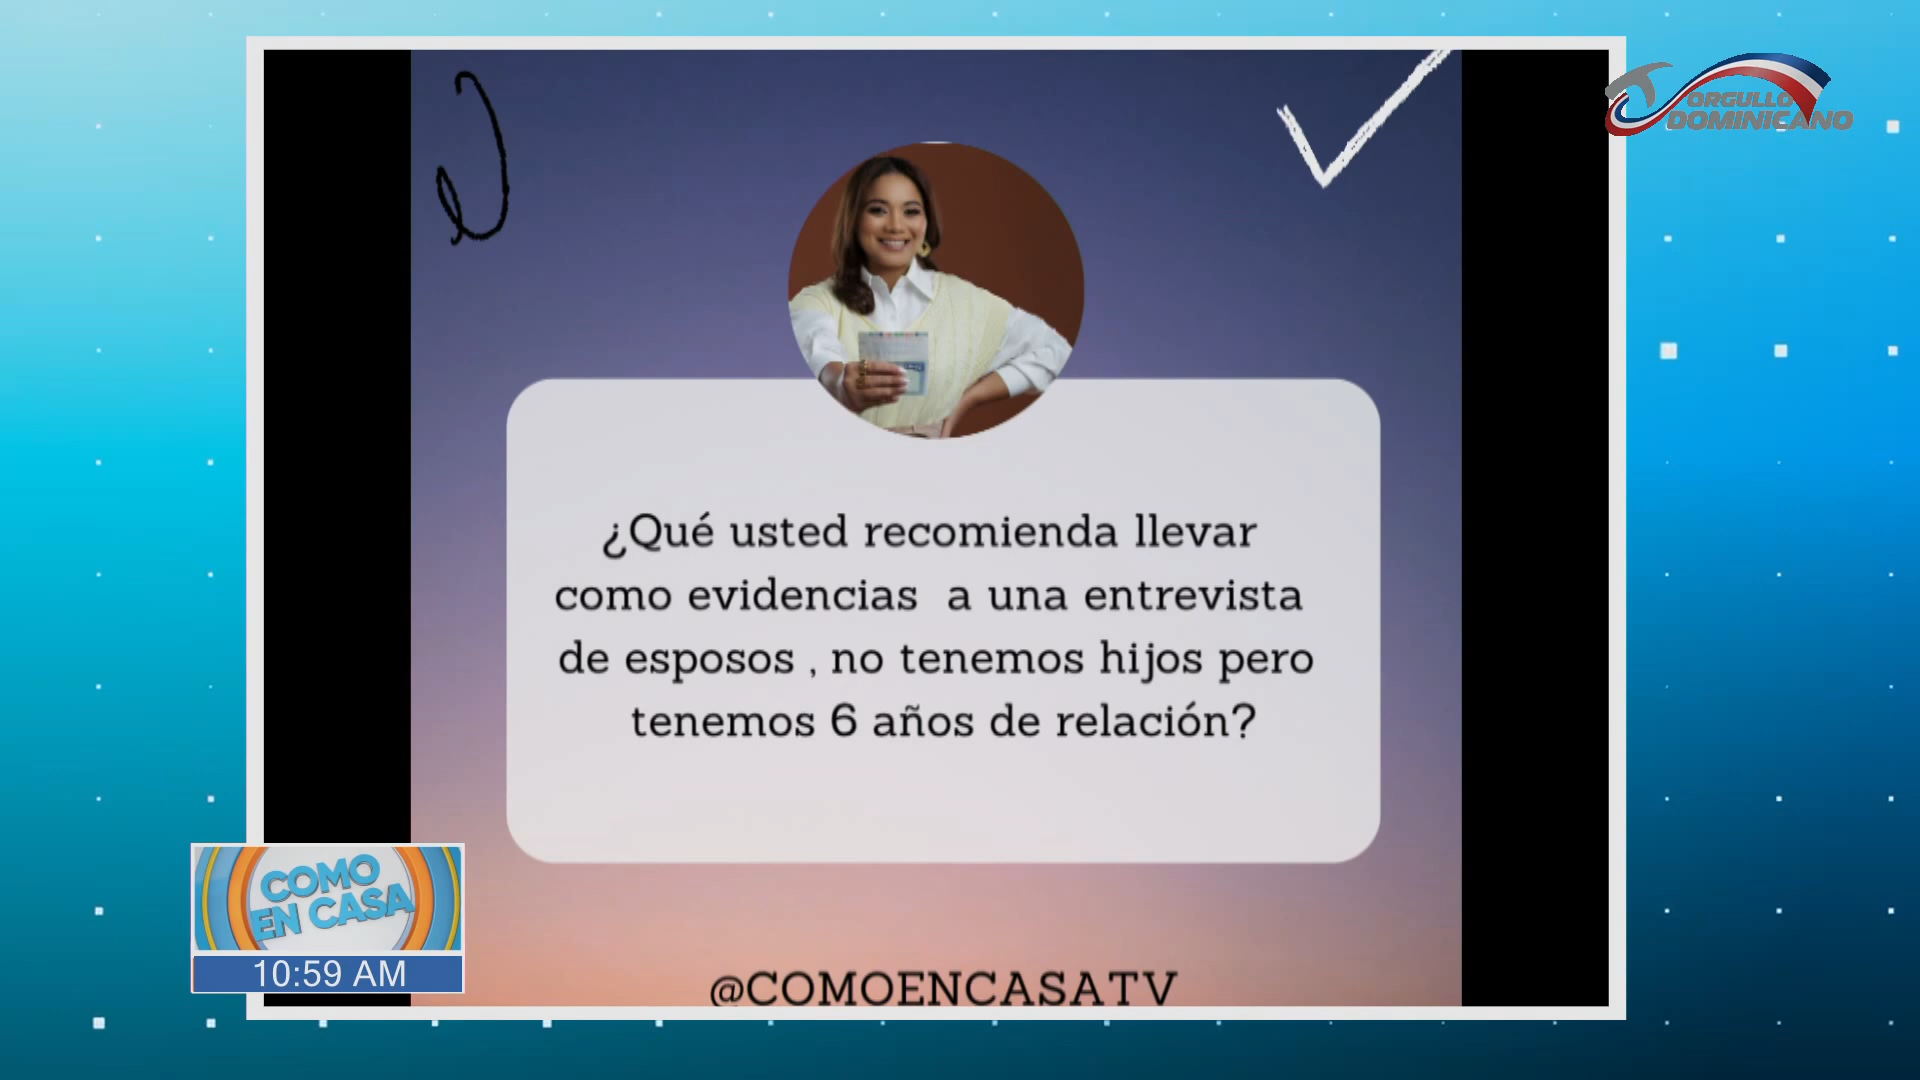 ORGULLO
DOMINICANO
¿Qué usted recomienda llevar
como evidencias a una entrevista
de esposos , no tenemos hijos pero
tenemos 6 años de relación?
@COMOENCASATV
COMO
EN CASA
10:59 AM